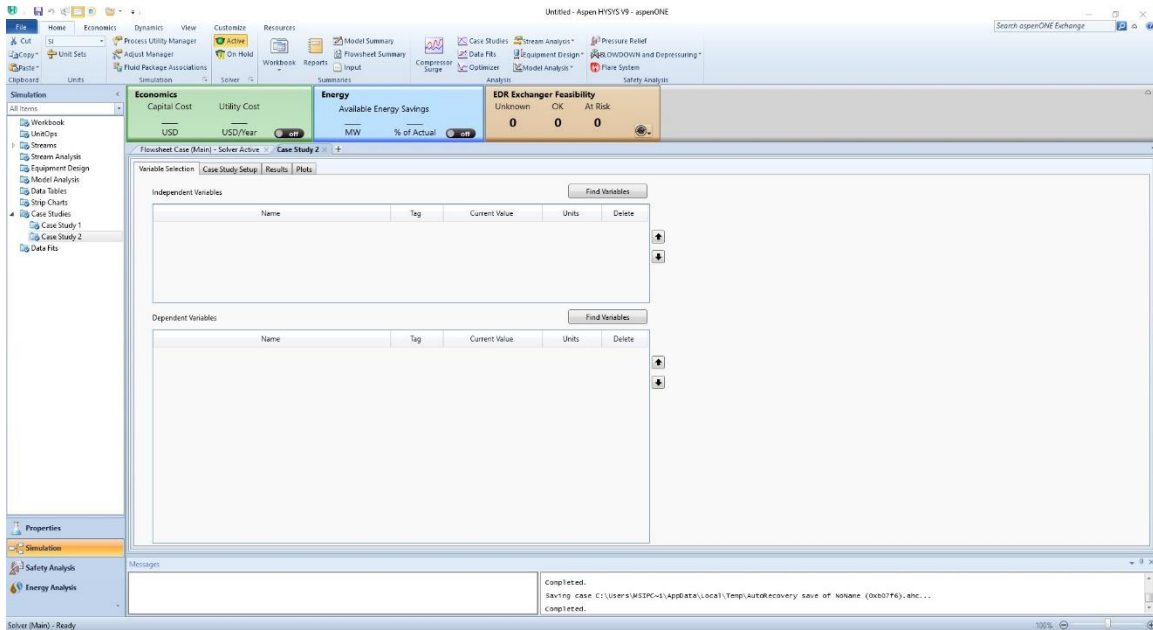 Untitled - Aspen HYSYS V9 - aspenONE
File Home Economics Dynamics View Customize Resources Search aspenONE Exchange
Cut SI Process Utility Manager Active Model Summary Case Studies Stream Analysis Pressure Relief
Copy Unit Sets Adjust Manager On Hold Workbook Reports Flowsheet Summary Compressor Surge Data Fits Equipment Design BLOWDOWN and Depressuring
Paste Fluid Package Associations Input Optimizer Model Analysis Flare System
Clipboard Units Simulation Solver Summaries Analysis Safety Analysis
Simulation
All Items
Workbook
UnitOps
Streams
Stream Analysis
Equipment Design
Model Analysis
Data Tables
Strip Charts
Case Studies
Case Study 1
Case Study 2
Data Fits
Properties
Simulation
Safety Analysis
Energy Analysis
Economics
Capital Cost Utility Cost
USD USD/Year off
Energy
Available Energy Savings
MW % of Actual off
EDR Exchanger Feasibility
Unknown OK At Risk
0 0 0
Flowsheet Case (Main) - Solver Active Case Study 2 +
Variable Selection Case Study Setup Results Plots
Independent Variables Find Variables
Name Tag Current Value Units Delete
Dependent Variables Find Variables
Name Tag Current Value Units Delete
Messages
Completed.
Saving case C:\Users\MSIPC~1\AppData\Local\Temp\AutoRecovery save of NoName (0xb07f6).ahc...
Completed.
Solver (Main) - Ready 100%